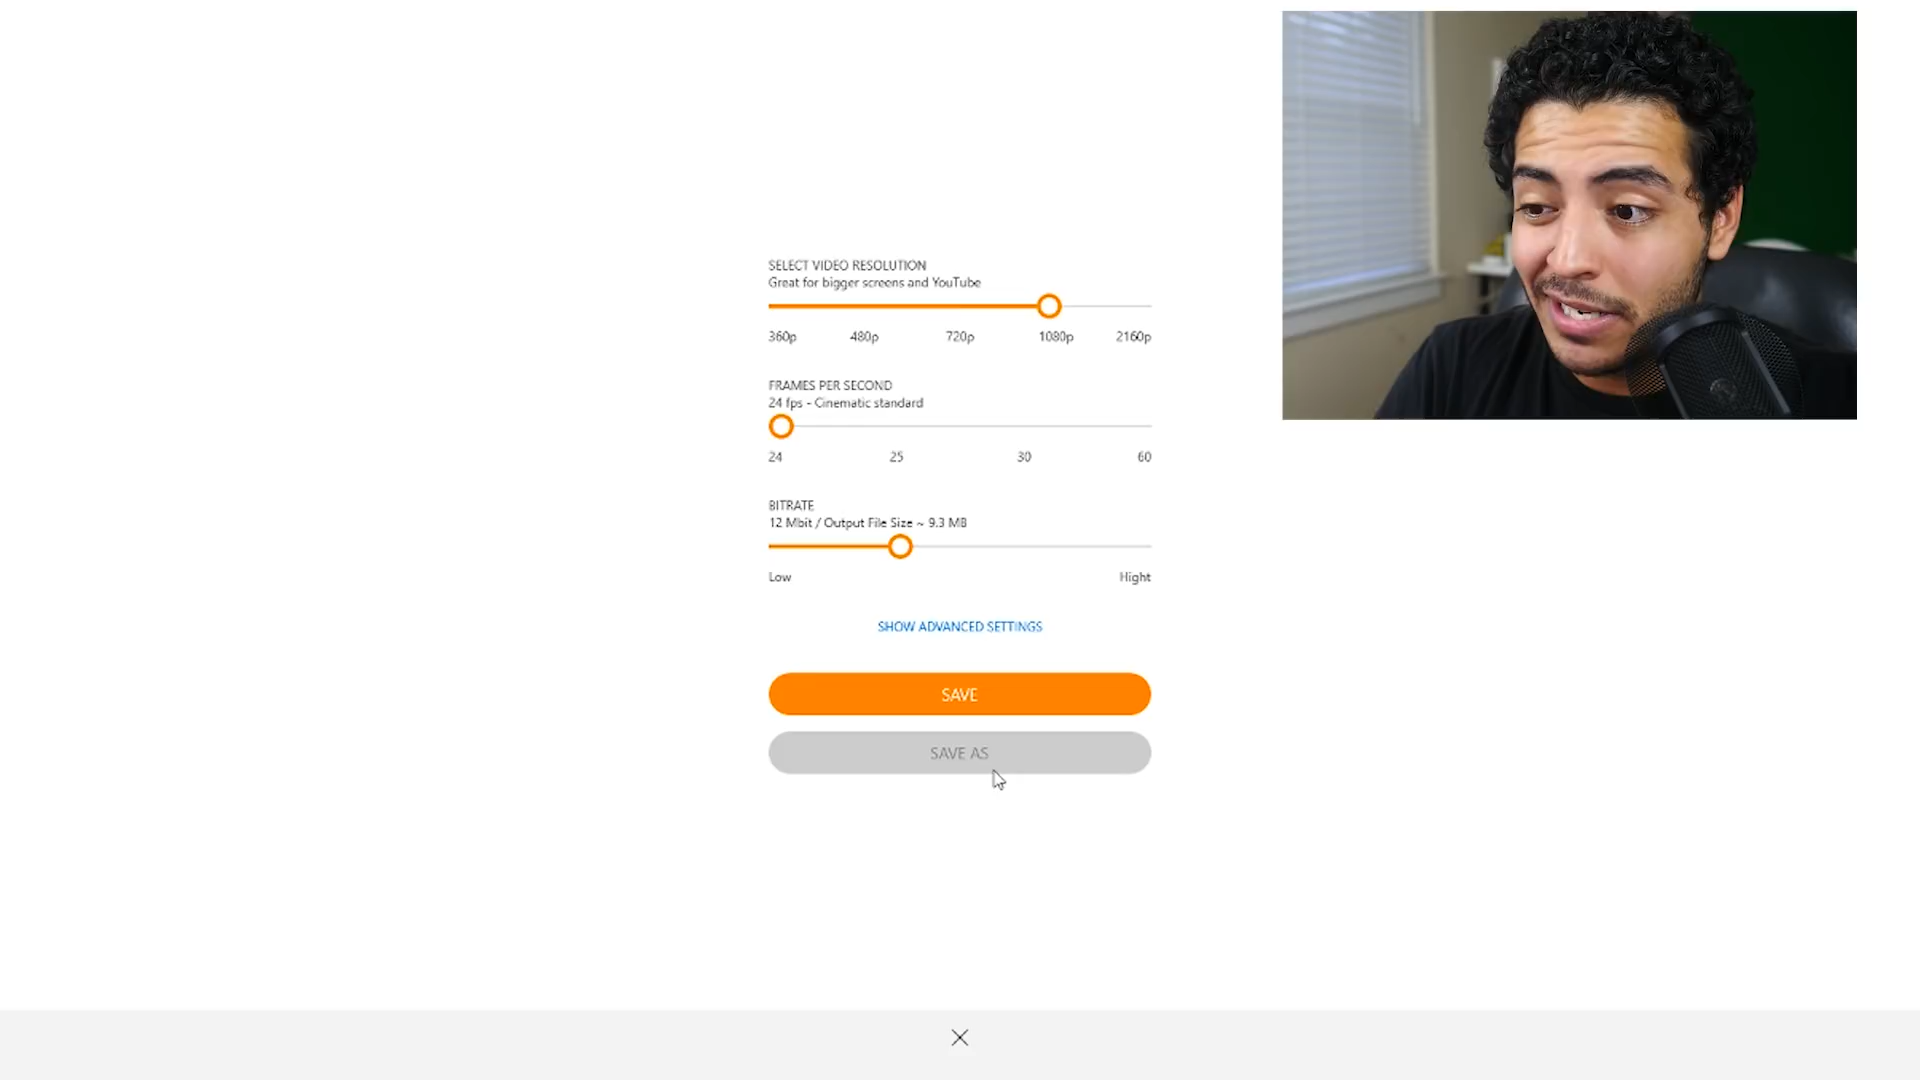 SELECT VIDEO RESOLUTION
Great for bigger screens and YouTube
360p 480p 720p 1080p 2160p
FRAMES PER SECOND
24 fps - Cinematic standard
24 25 30 60
BITRATE
12 Mbit / Output File Size ~ 9.3 MB
Low Hight
SHOW ADVANCED SETTINGS
SAVE
SAVE AS